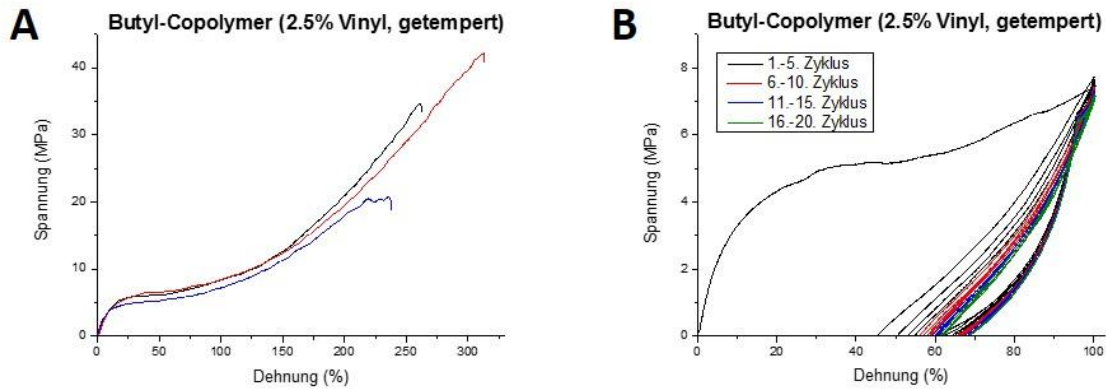 A
Butyl-Copolymer (2.5% Vinyl, getempert)
Spannung (MPa)
40
30
20
10
0
0 50 100 150 200 250 300
Dehnung (%)
B
Butyl-Copolymer (2.5% Vinyl, getempert)
Spannung (MPa)
8
6
4
2
0
1.-5. Zyklus
6.-10. Zyklus
11.-15. Zyklus
16.-20. Zyklus
0 20 40 60 80 100
Dehnung (%)